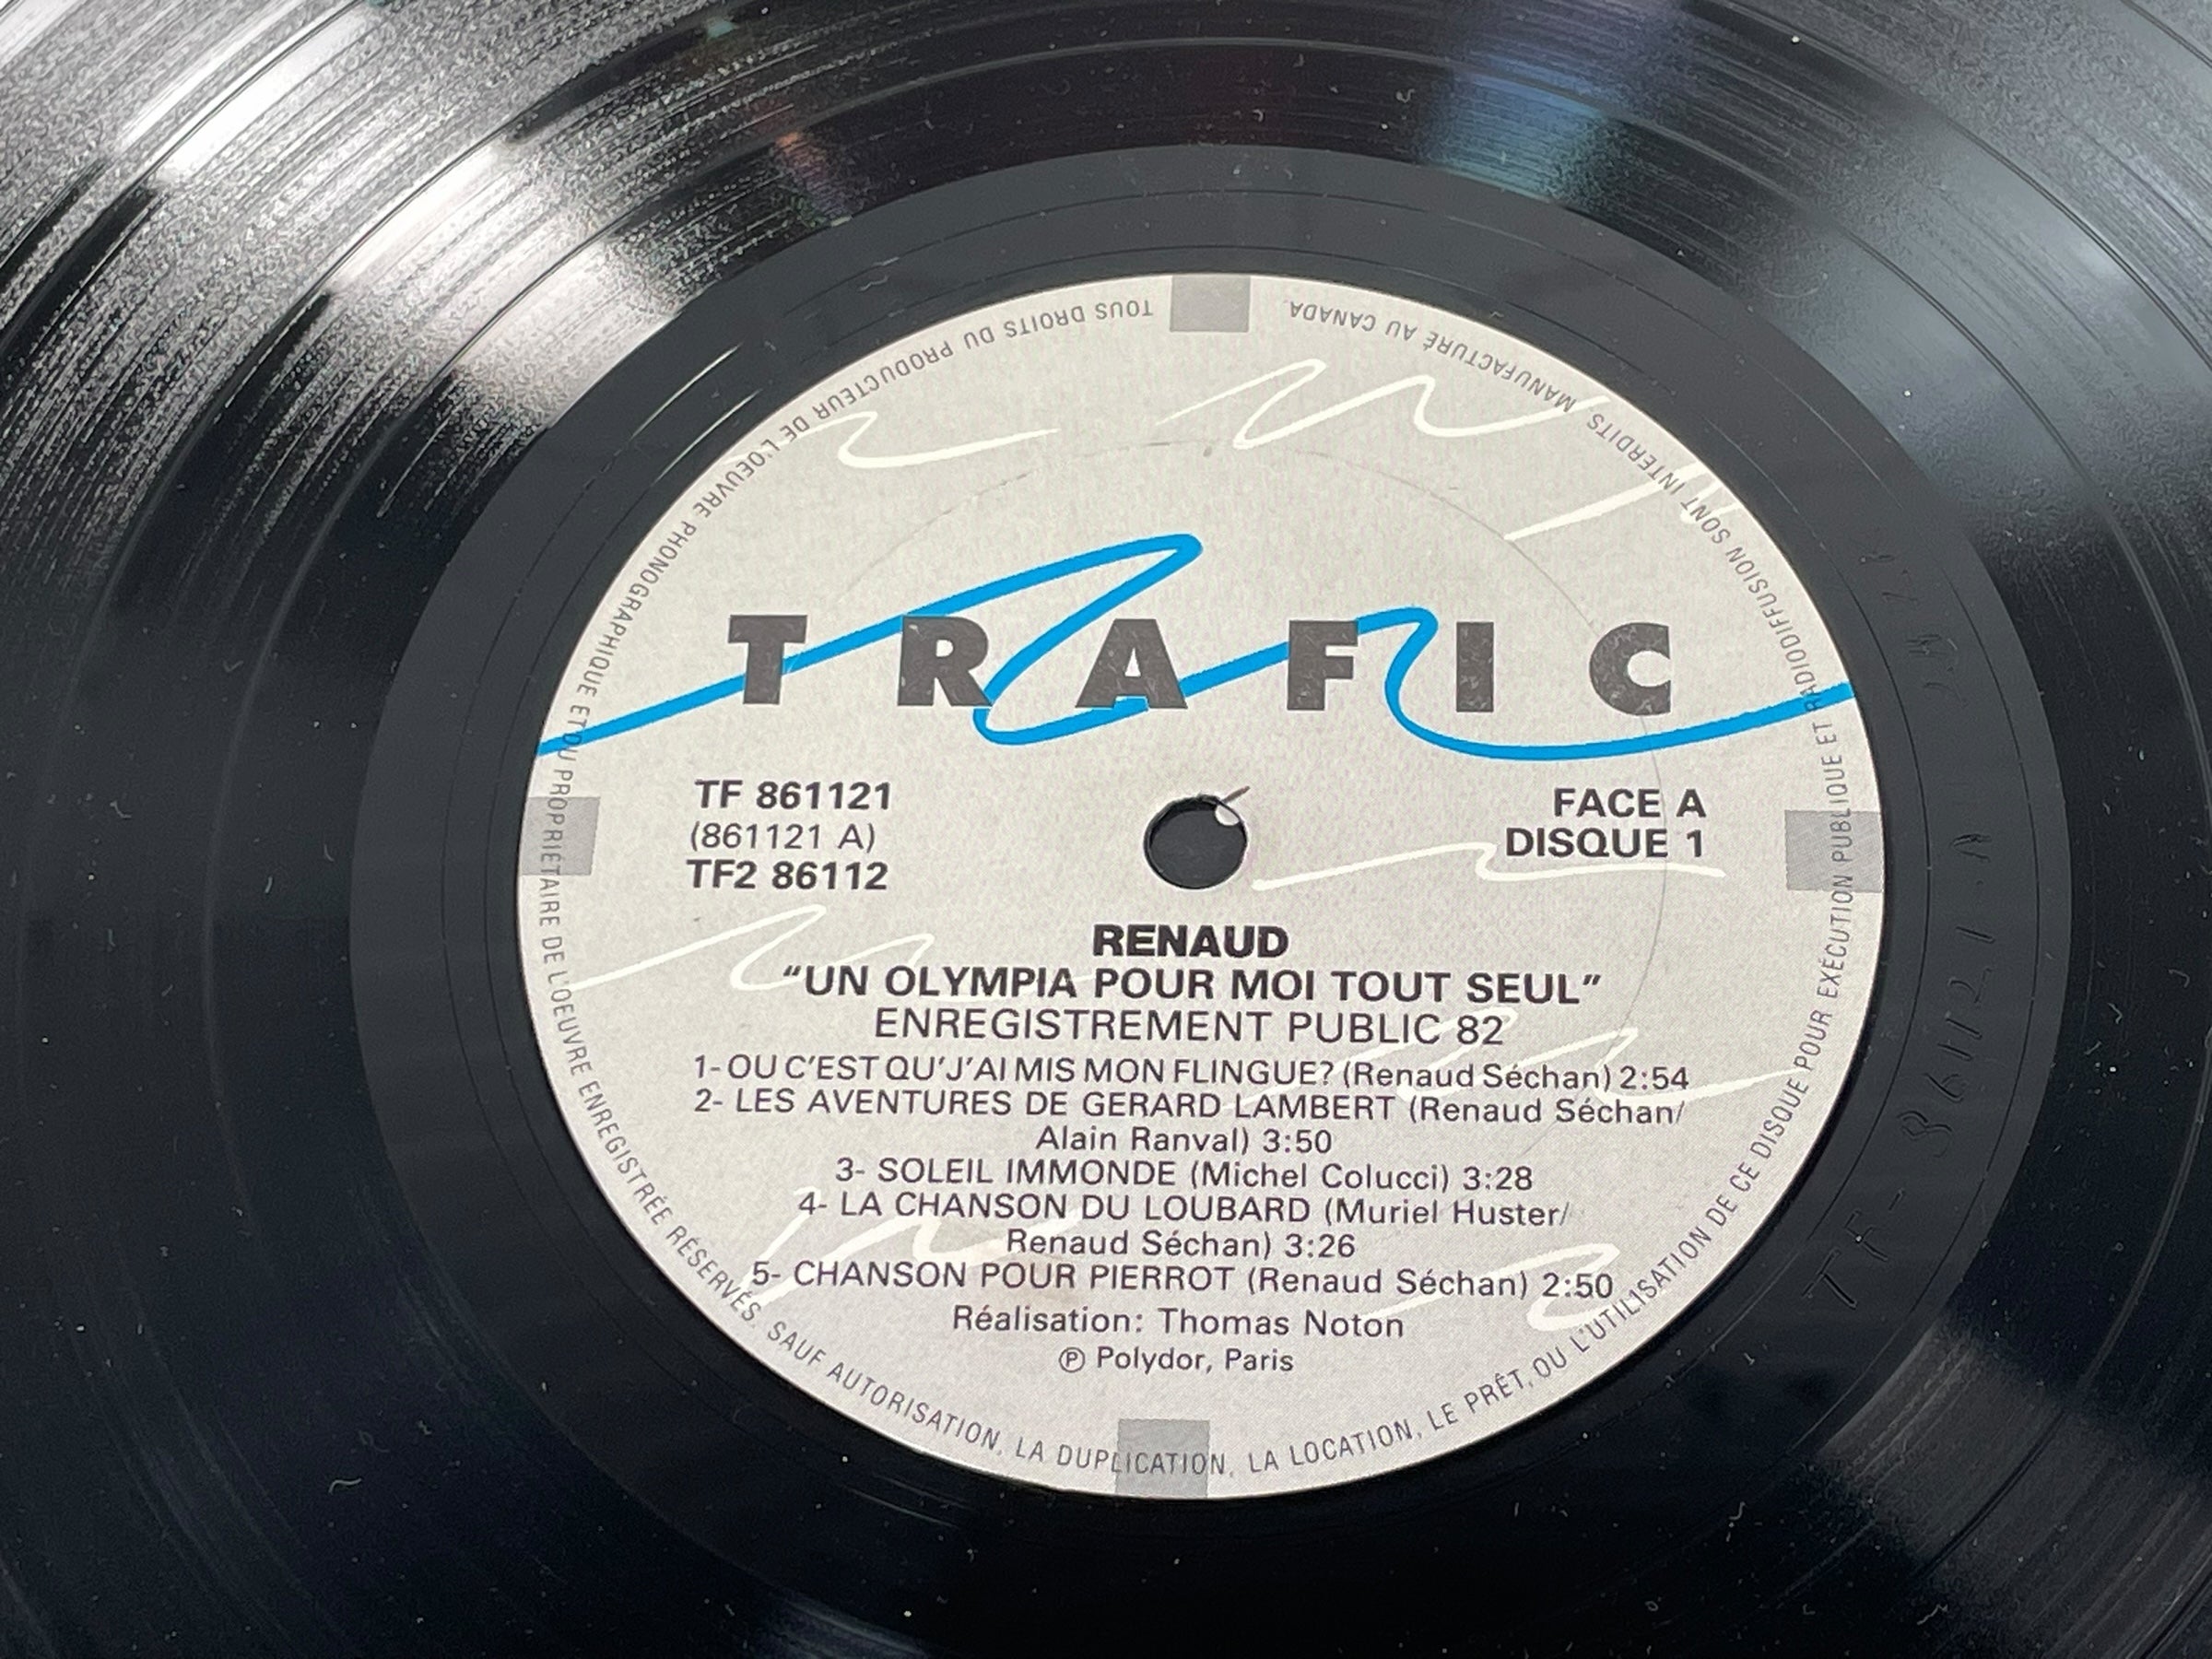 TRAFIC
TF 861121
(861121 A)
TF2 86112
FACE A
DISQUE 1
RENAUD
"UN OLYMPIA POUR MOI TOUT SEUL"
ENREGISTREMENT PUBLIC 82
1- OU C'EST QU'J'AI MIS MON FLINGUE? (Renaud Séchan) 2:54
2- LES AVENTURES DE GERARD LAMBERT (Renaud Séchan/
Alain Ranval) 3:50
3- SOLEIL IMMONDE (Michel Colucci) 3:28
4- LA CHANSON DU LOUBARD (Muriel Huster/
Renaud Séchan) 3:26
5- CHANSON POUR PIERROT (Renaud Séchan) 2:50
Réalisation: Thomas Noton
℗ Polydor, Paris
TOUS DROITS DU PRODUCTEUR DE L'OEUVRE PHONOGRAPHIQUE ET DU PROPRIÉTAIRE DE L'OEUVRE ENREGISTRÉE RÉSERVÉS. SAUF AUTORISATION, LA DUPLICATION, LA LOCATION, LE PRÊT, OU L'UTILISATION DE CE DISQUE POUR EXÉCUTION PUBLIQUE ET RADIODIFFUSION SONT INTERDITS. MANUFACTURÉ AU CANADA.
TF-861121-A